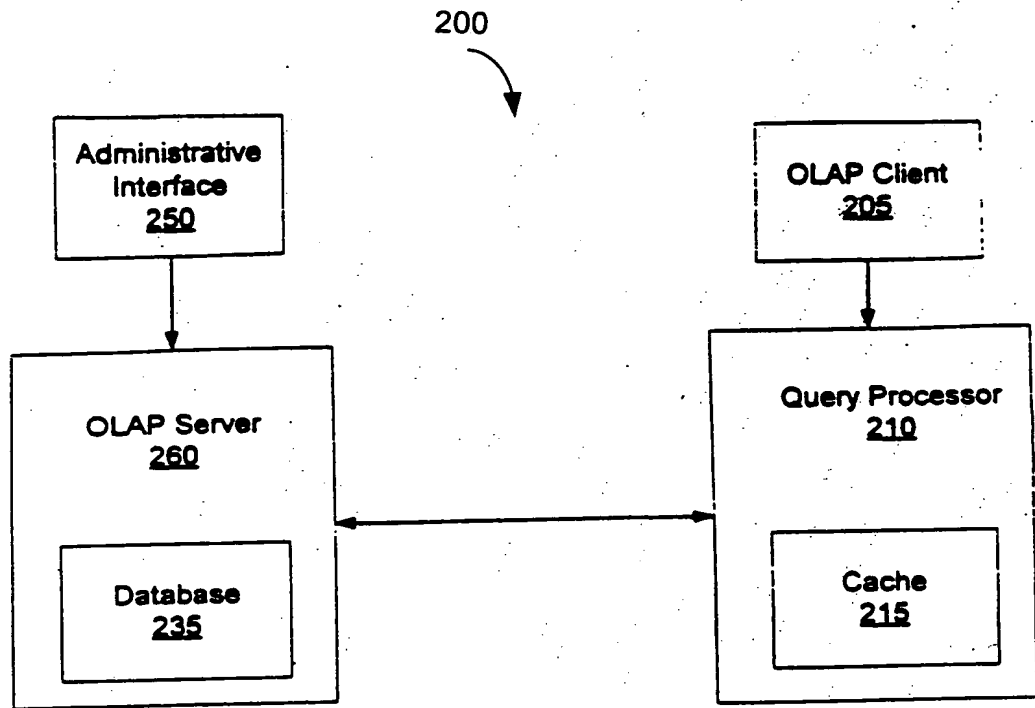 200
Administrative
Interface
250
OLAP Client
205
OLAP Server
260
Query Processor
210
Database
235
Cache
215